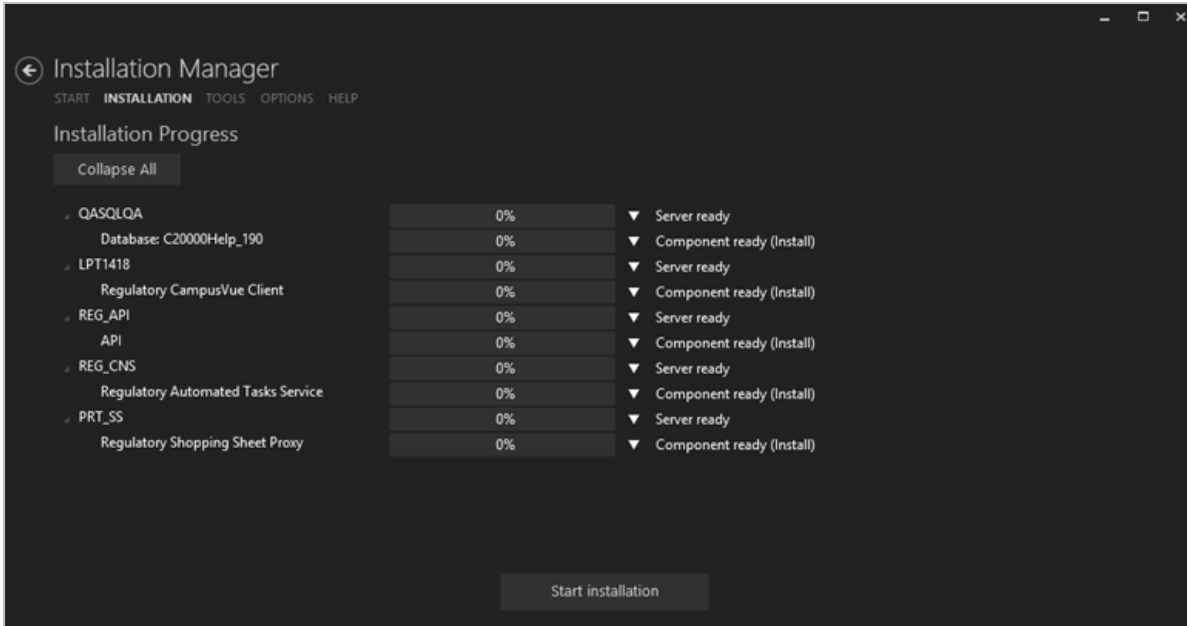 Installation Manager
START INSTALLATION TOOLS OPTIONS HELP
Installation Progress
Collapse All
QASQLQA 0% Server ready
Database: C20000Help_190 0% Component ready (Install)
LPT1418 0% Server ready
Regulatory CampusVue Client 0% Component ready (Install)
REG_API 0% Server ready
API 0% Component ready (Install)
REG_CNS 0% Server ready
Regulatory Automated Tasks Service 0% Component ready (Install)
PRT_SS 0% Server ready
Regulatory Shopping Sheet Proxy 0% Component ready (Install)
Start installation